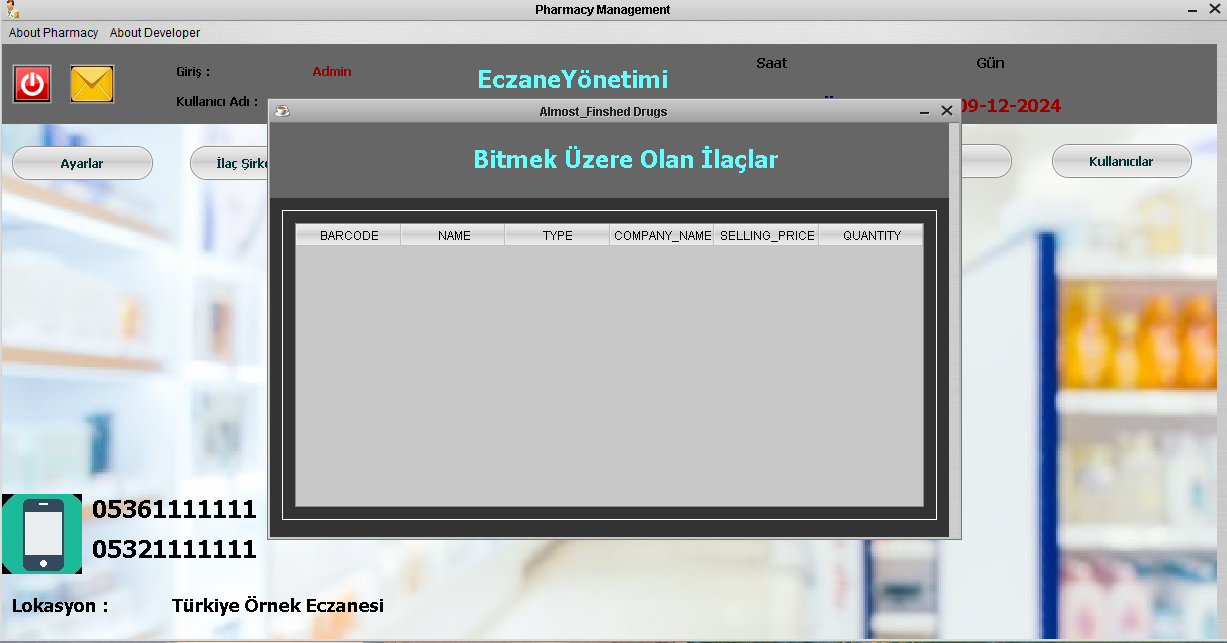 Pharmacy Management
About Pharmacy About Developer
Giriş : Admin EczaneYönetimi Saat Gün
Kullanıcı Adı : 09-12-2024
Almost_Finshed Drugs
Ayarlar İlaç Kullanıcılar
Bitmek Üzere Olan İlaçlar
BARCODE NAME TYPE COMPANY_NAME SELLING_PRICE QUANTITY
05361111111
05321111111
Lokasyon : Türkiye Örnek Eczanesi